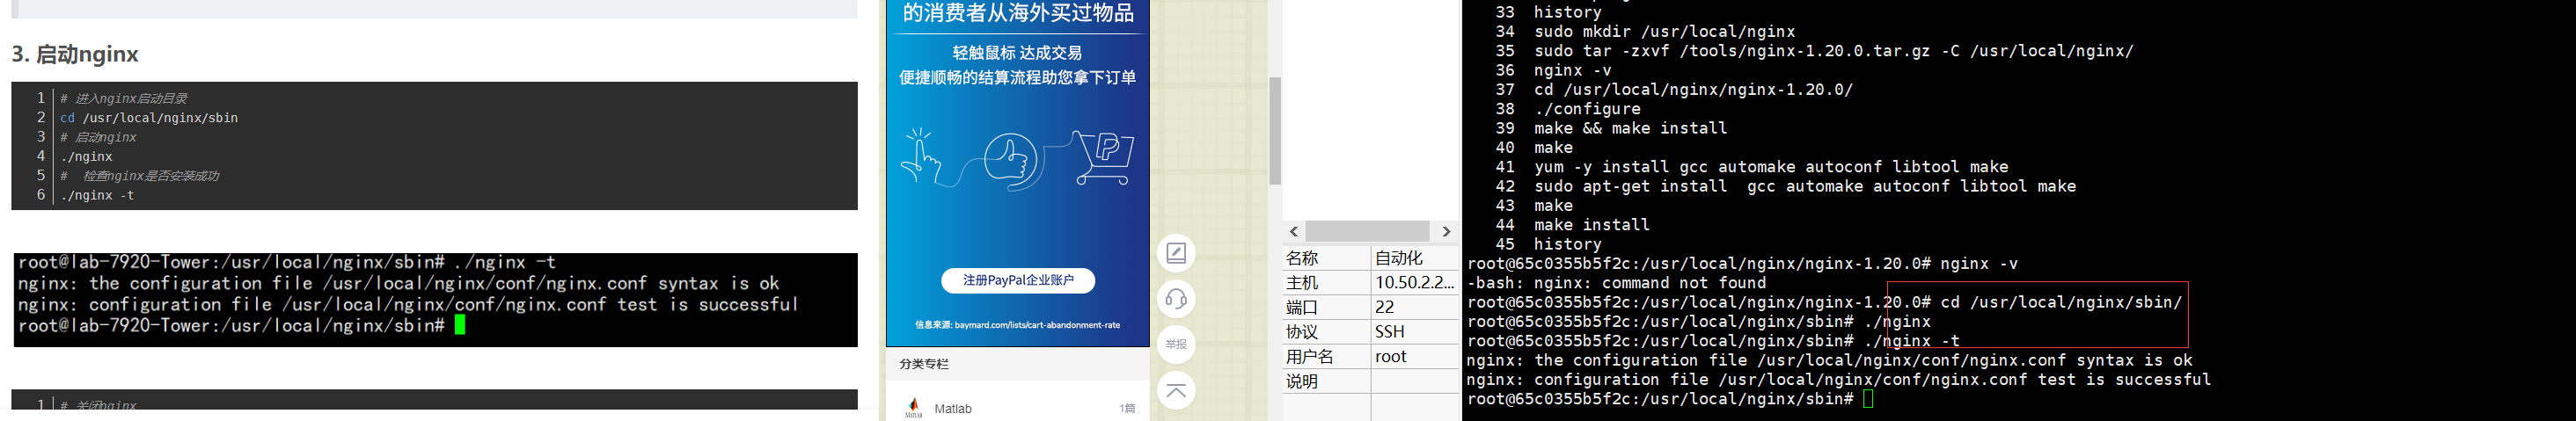 3. 启动nginx
1 # 进入nginx启动目录
2 cd /usr/local/nginx/sbin
3 # 启动nginx
4 ./nginx
5 #  检查nginx是否安装成功
6 ./nginx -t
root@lab-7920-Tower:/usr/local/nginx/sbin# ./nginx -t
nginx: the configuration file /usr/local/nginx/conf/nginx.conf syntax is ok
nginx: configuration file /usr/local/nginx/conf/nginx.conf test is successful
root@lab-7920-Tower:/usr/local/nginx/sbin#
1 # 关闭nginx
的消费者从海外买过物品
轻触鼠标 达成交易
便捷顺畅的结算流程助您拿下订单
注册PayPal企业账户
信息来源: baymard.com/lists/cart-abandonment-rate
分类专栏
Matlab 1篇
举报
名称 自动化
主机 10.50.2.2...
端口 22
协议 SSH
用户名 root
说明
33 history
34 sudo mkdir /usr/local/nginx
35 sudo tar -zxvf /tools/nginx-1.20.0.tar.gz -C /usr/local/nginx/
36 nginx -v
37 cd /usr/local/nginx/nginx-1.20.0/
38 ./configure
39 make && make install
40 make
41 yum -y install gcc automake autoconf libtool make
42 sudo apt-get install  gcc automake autoconf libtool make
43 make
44 make install
45 history
root@65c0355b5f2c:/usr/local/nginx/nginx-1.20.0# nginx -v
-bash: nginx: command not found
root@65c0355b5f2c:/usr/local/nginx/nginx-1.20.0# cd /usr/local/nginx/sbin/
root@65c0355b5f2c:/usr/local/nginx/sbin# ./nginx
root@65c0355b5f2c:/usr/local/nginx/sbin# ./nginx -t
nginx: the configuration file /usr/local/nginx/conf/nginx.conf syntax is ok
nginx: configuration file /usr/local/nginx/conf/nginx.conf test is successful
root@65c0355b5f2c:/usr/local/nginx/sbin#